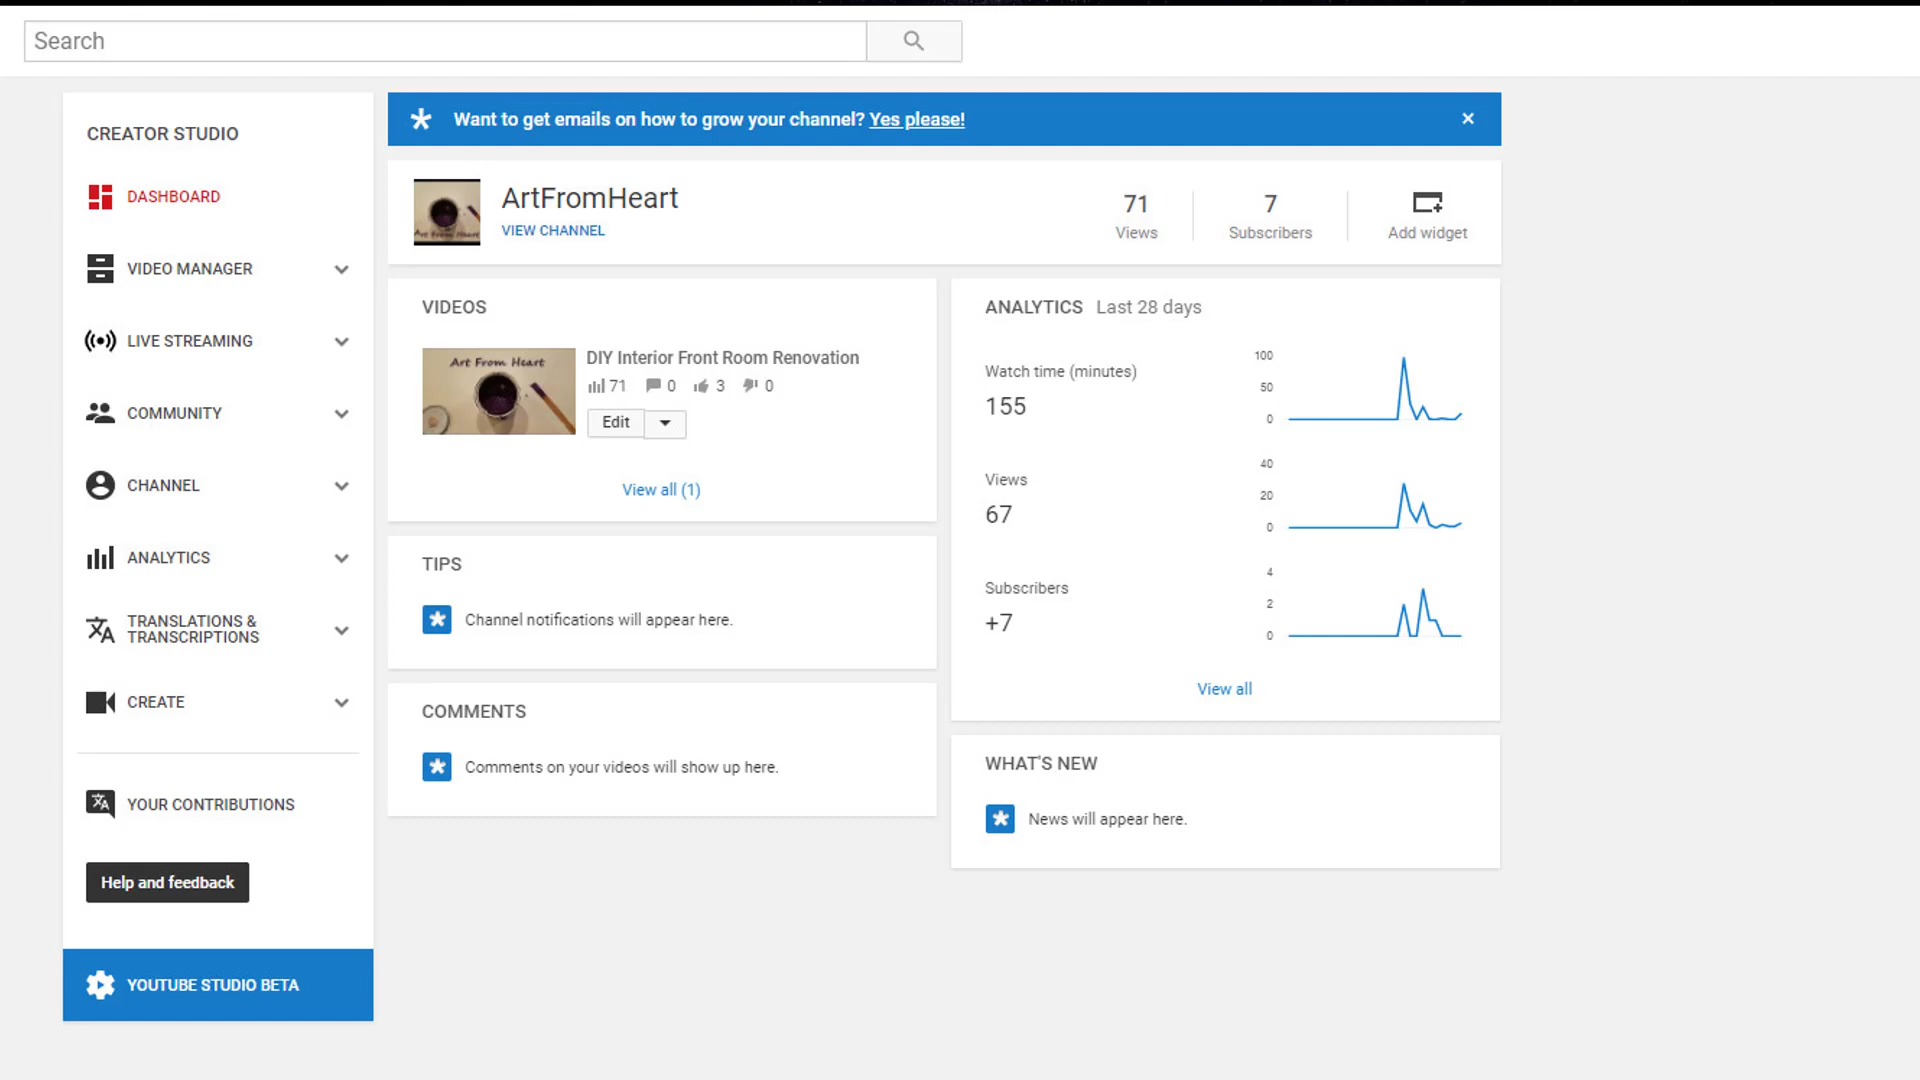 Search
CREATOR STUDIO
DASHBOARD
VIDEO MANAGER
LIVE STREAMING
COMMUNITY
CHANNEL
ANALYTICS
TRANSLATIONS &
TRANSCRIPTIONS
CREATE
YOUR CONTRIBUTIONS
Help and feedback
YOUTUBE STUDIO BETA
Want to get emails on how to grow your channel? Yes please!
Art From Heart
ArtFromHeart
VIEW CHANNEL
71
Views
7
Subscribers
Add widget
VIDEOS
Art From Heart
DIY Interior Front Room Renovation
71 0 3 0
Edit
View all (1)
TIPS
Channel notifications will appear here.
COMMENTS
Comments on your videos will show up here.
ANALYTICS Last 28 days
Watch time (minutes)
155
100
50
0
Views
67
40
20
0
Subscribers
+7
4
2
0
View all
WHAT'S NEW
News will appear here.